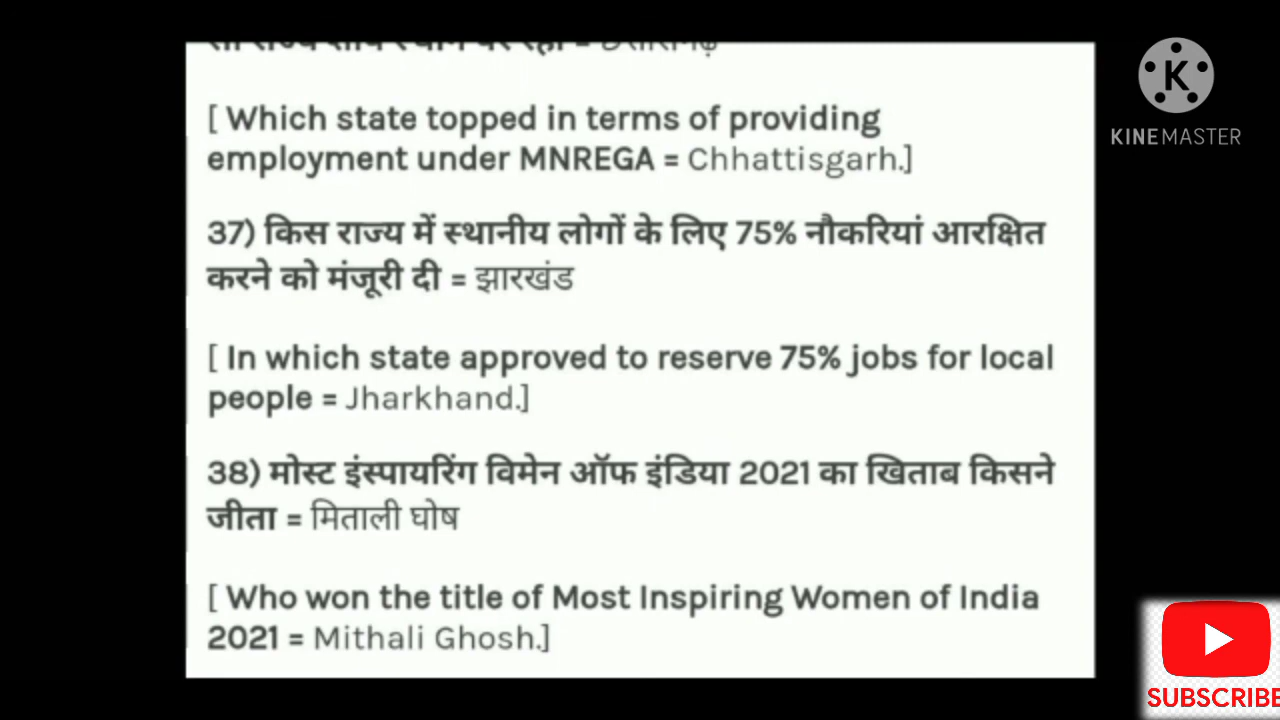 [ Which state topped in terms of providing
employment under MNREGA = Chhattisgarh.]
37) किस राज्य में स्थानीय लोगों के लिए 75% नौकरियां आरक्षित
करने को मंजूरी दी = झारखंड
[ In which state approved to reserve 75% jobs for local
people = Jharkhand.]
38) मोस्ट इंस्पायरिंग विमेन ऑफ इंडिया 2021 का खिताब किसने
जीता = मिताली घोष
[ Who won the title of Most Inspiring Women of India
2021 = Mithali Ghosh.]
K
KINEMASTER
SUBSCRIBE